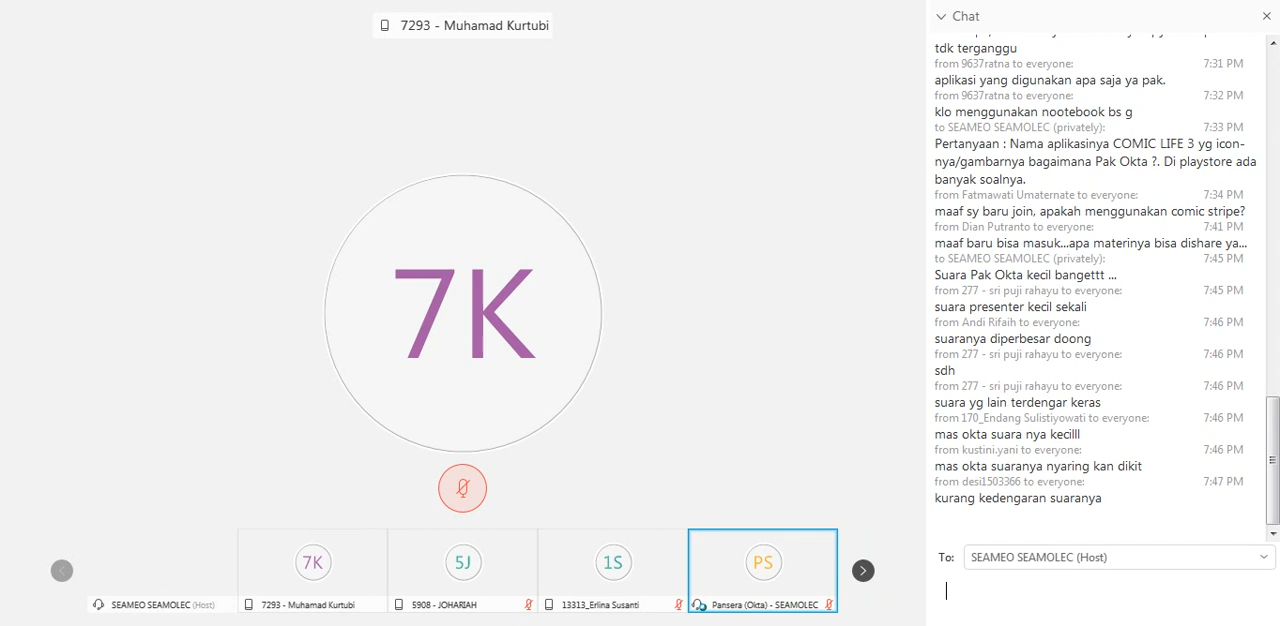 7293 - Muhamad Kurtubi
7K
SEAMEO SEAMOLEC (Host)
7K
7293 - Muhamad Kurtubi
5J
5908 - JOHARIAH
1S
13313_Erlina Susanti
PS
Pansera (Okta) - SEAMOLEC
Chat
tdk terganggu
from 9637ratna to everyone: 7:31 PM
aplikasi yang digunakan apa saja ya pak.
from 9637ratna to everyone: 7:32 PM
klo menggunakan nootebook bs g
to SEAMEO SEAMOLEC (privately): 7:33 PM
Pertanyaan : Nama aplikasinya COMIC LIFE 3 yg icon-
nya/gambarnya bagaimana Pak Okta ?. Di playstore ada
banyak soalnya.
from Fatmawati Umaternate to everyone: 7:34 PM
maaf sy baru join, apakah menggunakan comic stripe?
from Dian Putranto to everyone: 7:41 PM
maaf baru bisa masuk...apa materinya bisa dishare ya...
to SEAMEO SEAMOLEC (privately): 7:45 PM
Suara Pak Okta kecil bangettt ...
from 277 - sri puji rahayu to everyone: 7:45 PM
suara presenter kecil sekali
from Andi Rifaih to everyone: 7:46 PM
suaranya diperbesar doong
from 277 - sri puji rahayu to everyone: 7:46 PM
sdh
from 277 - sri puji rahayu to everyone: 7:46 PM
suara yg lain terdengar keras
from 170_Endang Sulistiyowati to everyone: 7:46 PM
mas okta suara nya kecilll
from kustini.yani to everyone: 7:46 PM
mas okta suaranya nyaring kan dikit
from desi1503366 to everyone: 7:47 PM
kurang kedengaran suaranya
To: SEAMEO SEAMOLEC (Host)